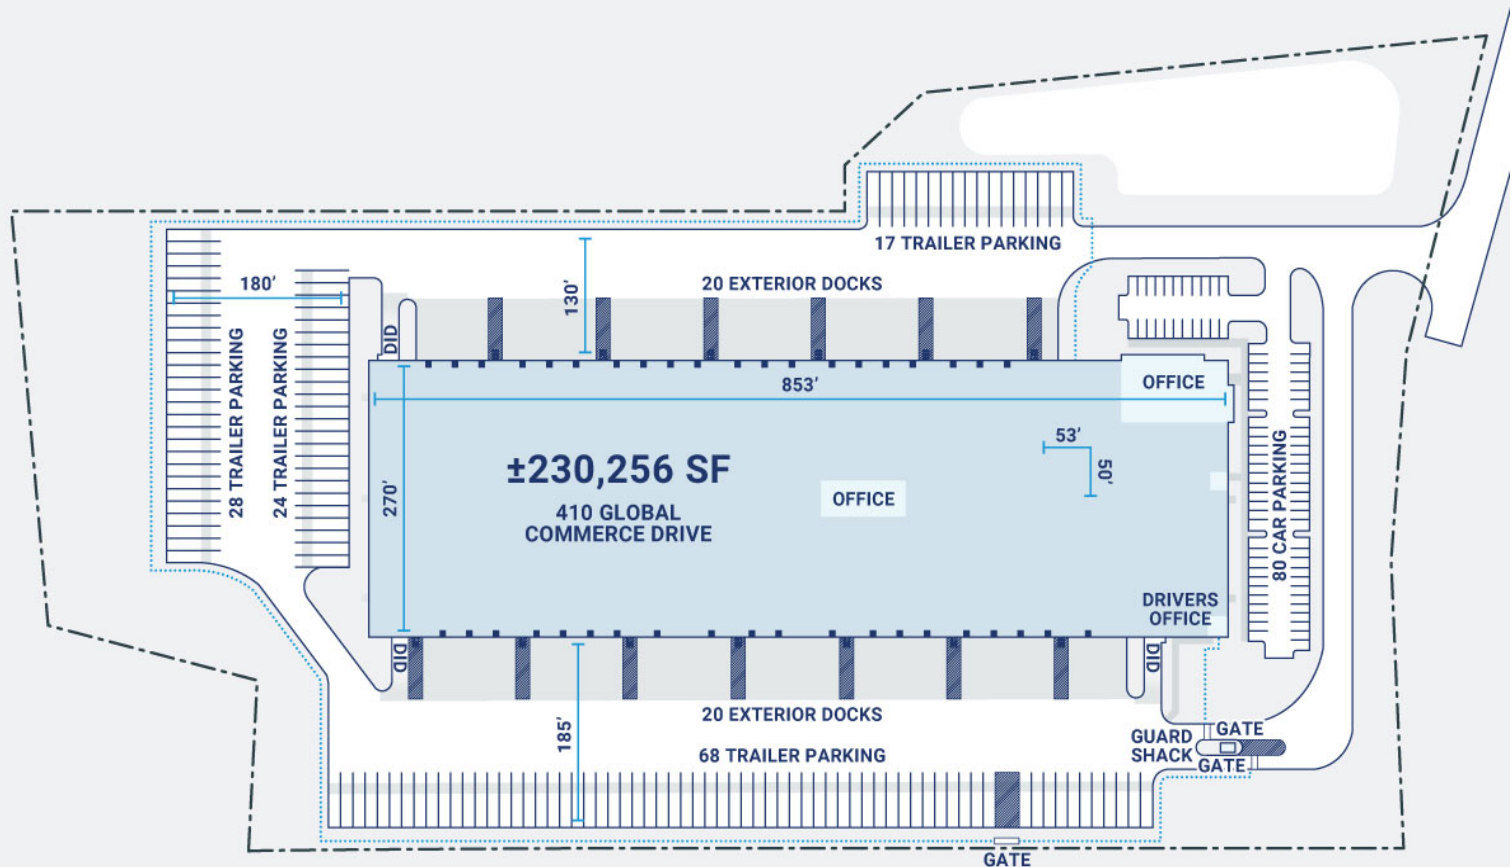 17 TRAILER PARKING
180’
130’
20 EXTERIOR DOCKS
DID
28 TRAILER PARKING
24 TRAILER PARKING
853’
OFFICE
270’
±230,256 SF
410 GLOBAL
COMMERCE DRIVE
OFFICE
53’
50’
80 CAR PARKING
DRIVERS
OFFICE
DID
DID
185’
20 EXTERIOR DOCKS
68 TRAILER PARKING
GUARD
SHACK
GATE
GATE
GATE